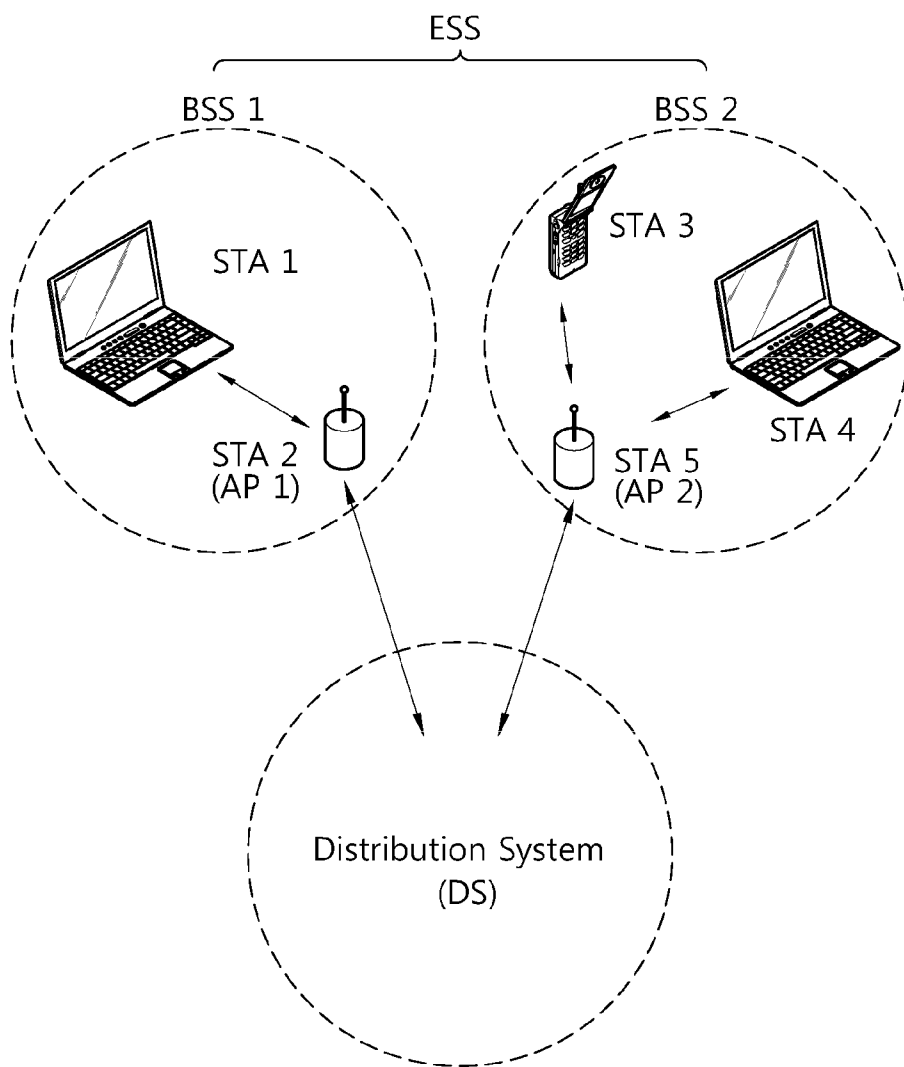 ESS
BSS 1
BSS 2
STA 1
STA 2
(AP 1)
STA 3
STA 4
STA 5
(AP 2)
Distribution System
(DS)